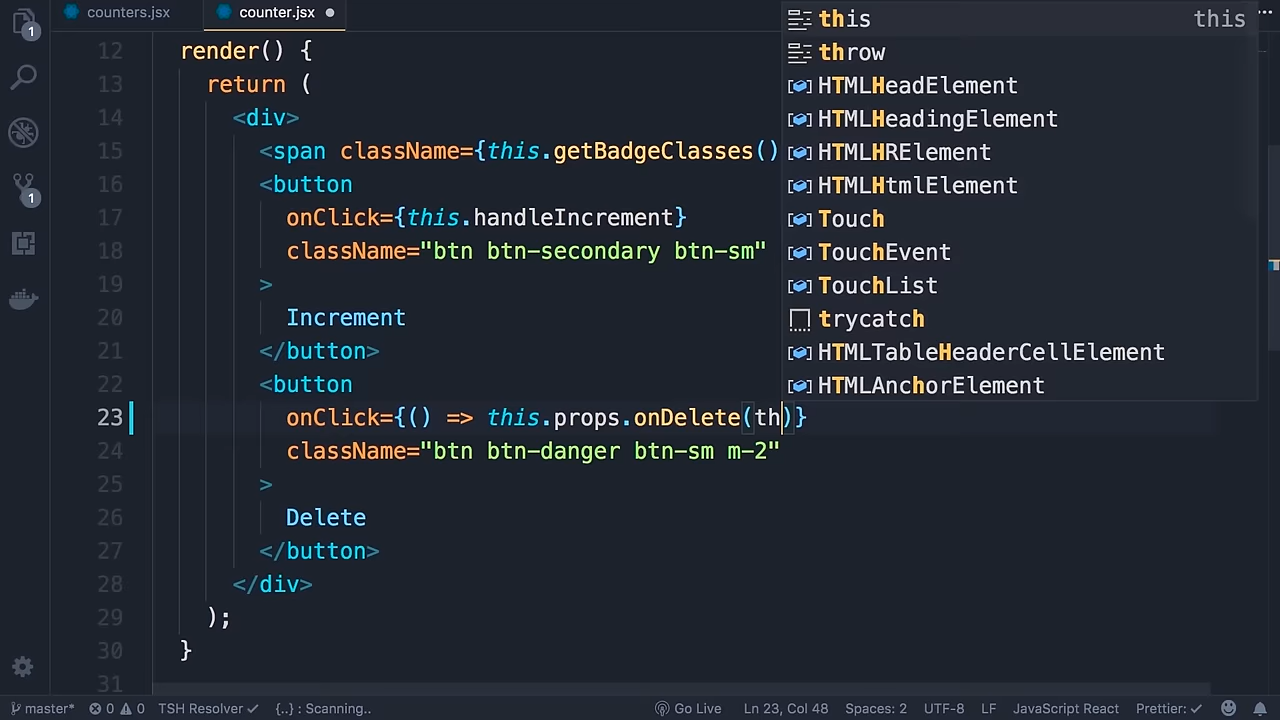 counters.jsx counter.jsx
1
1
12 render() {
13 return (
14 <div>
15 <span className={this.getBadgeClasses()
16 <button
17 onClick={this.handleIncrement}
18 className="btn btn-secondary btn-sm"
19 >
20 Increment
21 </button>
22 <button
23 onClick={() => this.props.onDelete(th)}
24 className="btn btn-danger btn-sm m-2"
25 >
26 Delete
27 </button>
28 </div>
29 );
30 }
31
this this
throw
HTMLHeadElement
HTMLHeadingElement
HTMLHRElement
HTMLHtmlElement
Touch
TouchEvent
TouchList
trycatch
HTMLTableHeaderCellElement
HTMLAnchorElement
master* 0 0 TSH Resolver {..} : Scanning.. Go Live Ln 23, Col 48 Spaces: 2 UTF-8 LF JavaScript React Prettier: